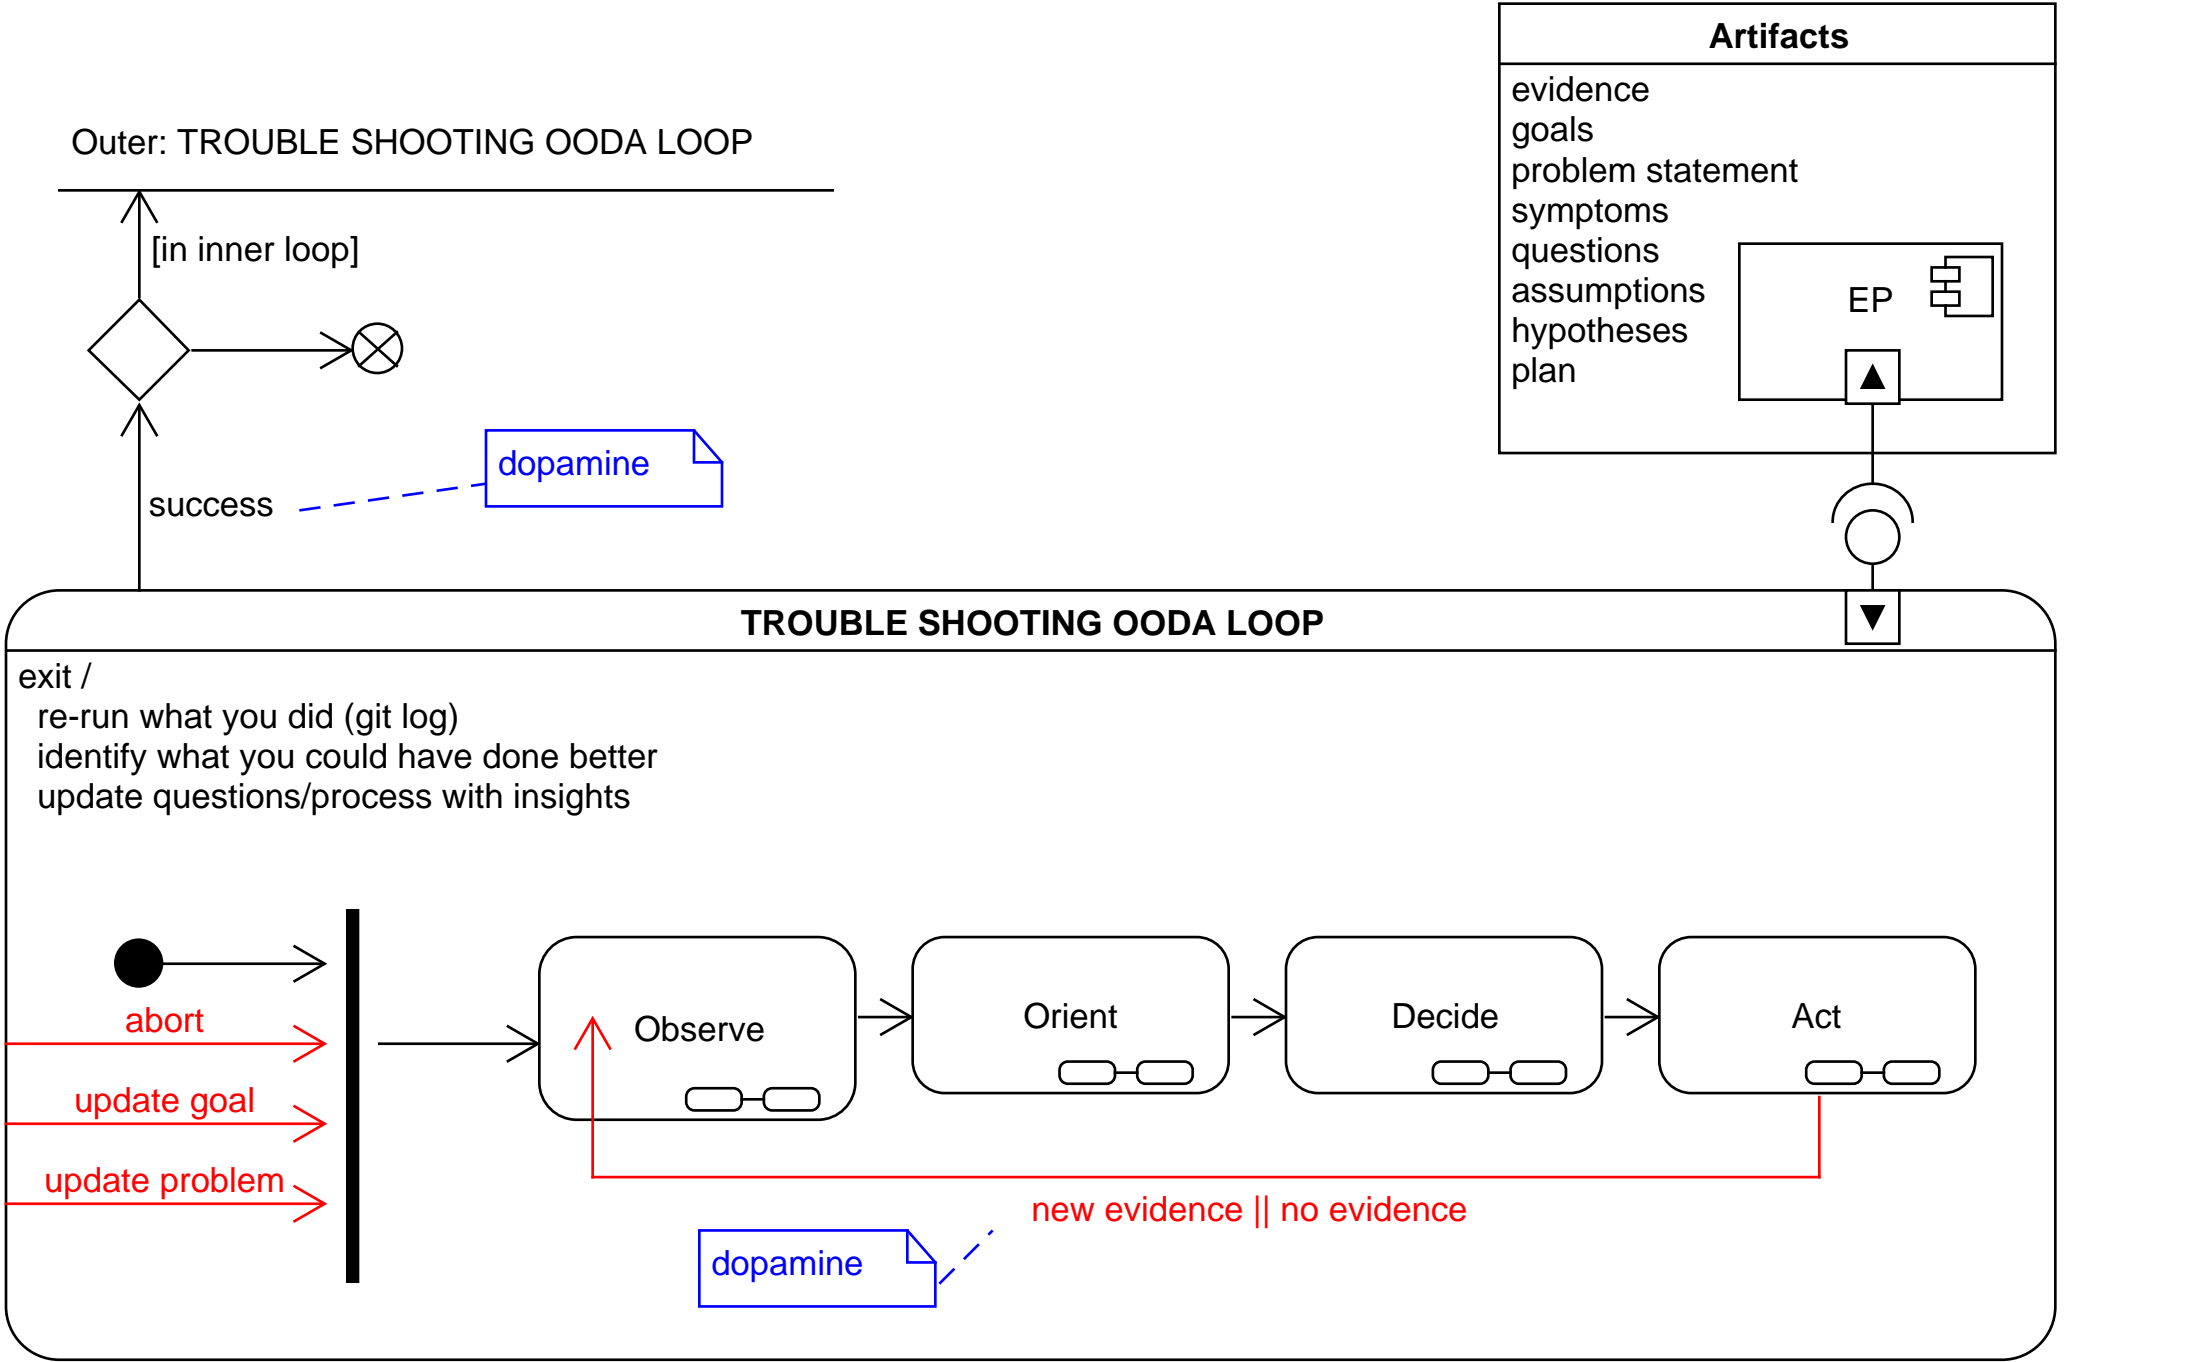 Artifacts
evidence
goals
problem statement
symptoms
questions
assumptions
hypotheses
plan
EP
Outer: TROUBLE SHOOTING OODA LOOP
[in inner loop]
dopamine
success
TROUBLE SHOOTING OODA LOOP
exit /
re-run what you did (git log)
identify what you could have done better
update questions/process with insights
abort
update goal
update problem
Observe
Orient
Decide
Act
new evidence || no evidence
dopamine